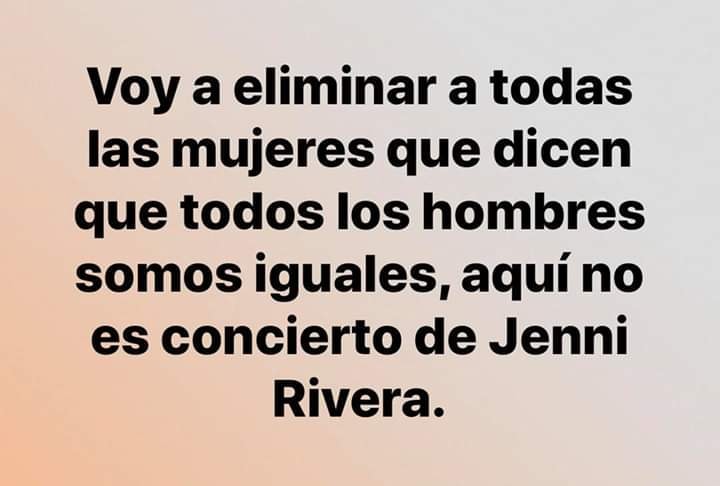 Voy a eliminar a todas
las mujeres que dicen
que todos los hombres
somos iguales, aquí no
es concierto de Jenni
Rivera.